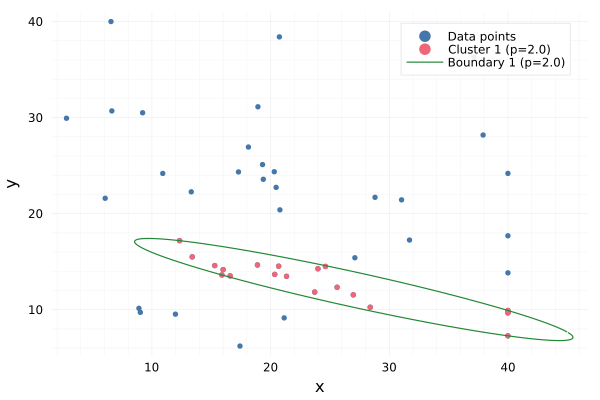 40
30
20
10
y
Data points
Cluster 1 (p=2.0)
Boundary 1 (p=2.0)
10 20 30 40
x